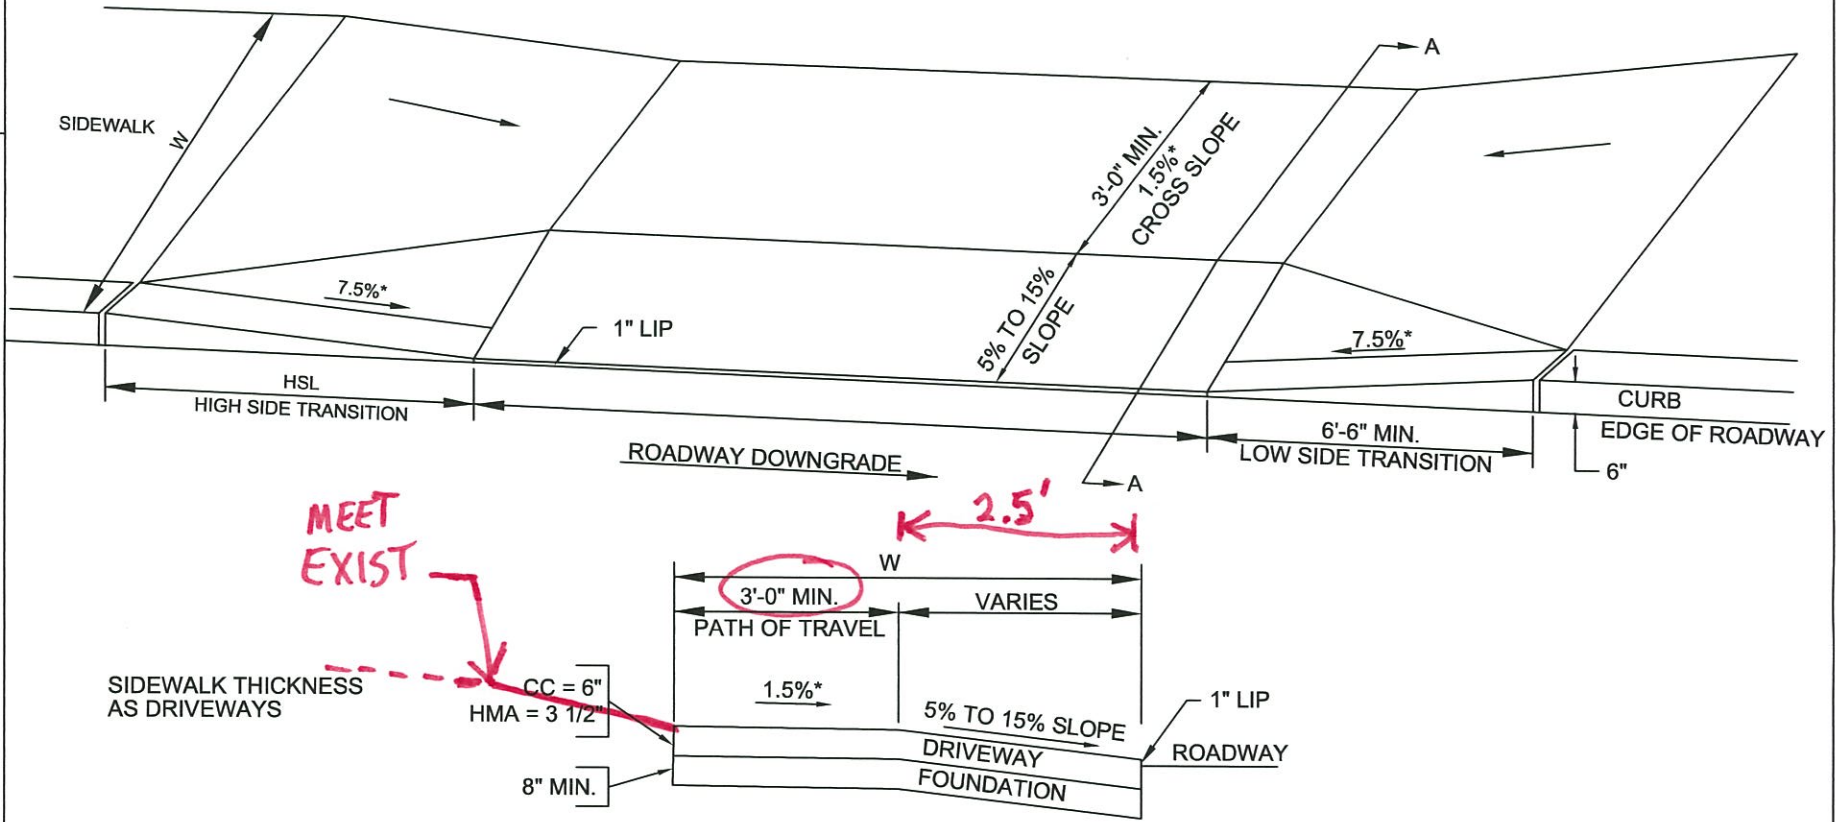 A
SIDEWALK
W
3'-0" MIN.
1.5%*
CROSS SLOPE
5% TO 15%
SLOPE
7.5%*
1" LIP
7.5%*
HSL
HIGH SIDE TRANSITION
CURB
EDGE OF ROADWAY
6'-6" MIN.
LOW SIDE TRANSITION
6"
ROADWAY DOWNGRADE
A
MEET
EXIST
2.5'
W
3'-0" MIN.
VARIES
PATH OF TRAVEL
SIDEWALK THICKNESS
AS DRIVEWAYS
CC = 6"
HMA = 3 1/2"
1.5%*
5% TO 15% SLOPE
1" LIP
DRIVEWAY
ROADWAY
FOUNDATION
8" MIN.